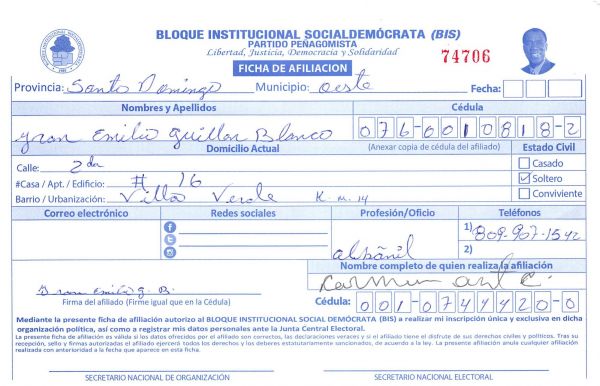 BLOQUE INSTITUCIONAL SOCIALDEMÓCRATA (BIS)
PARTIDO PEÑAGOMISTA
Libertad, Justicia, Democracia y Solidaridad
FICHA DE AFILIACION
74706
Provincia: Santo Domingo Municipio: oeste Fecha:
Nombres y Apellidos Cédula
Emilio Guillar Blanco 076-0010818-2
Domicilio Actual (Anexar copia de cédula del afiliado) Estado Civil
Calle: 2da Casado
#Casa / Apt. / Edificio: # 16 Soltero
Barrio / Urbanización: Villa Verde K.m. 14 Conviviente
Correo electrónico Redes sociales Profesión/Oficio Teléfonos
albañil 1) 809-967-1542
2)
Nombre completo de quien realiza la afiliación
Carmen
Firma del afiliado (Firme igual que en la Cédula) Cédula: 001-0744420-0
Mediante la presente ficha de afiliación autorizo al BLOQUE INSTITUCIONAL SOCIAL DEMÓCRATA (BIS) a realizar mi inscripción única y exclusiva en dicha
organización política, así como a registrar mis datos personales ante la Junta Central Electoral.
La presente ficha de afiliación es válida si los datos ofrecidos por el afiliado son correctos, las declaraciones veraces y si el afiliado tiene el disfrute de sus derechos civiles y políticos. Tras su
recepción, sello y firmas autorizadas el afiliado ejercerá todos los derechos y los deberes estatutariamente sancionados, de acuerdo a la ley. La presente afiliación anula cualquier afiliación
realizada con anterioridad a la fecha que aparece en esta ficha.
SECRETARIO NACIONAL DE ORGANIZACIÓN SECRETARIO NACIONAL ELECTORAL